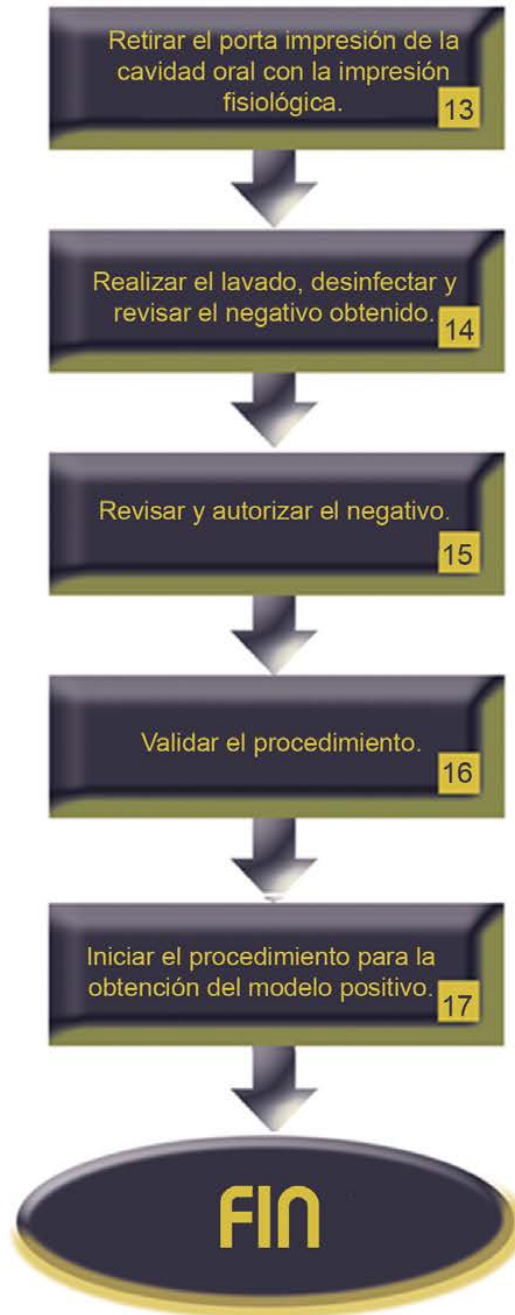 Retirar el porta impresión de la
cavidad oral con la impresión
fisiológica.
13
Realizar el lavado, desinfectar y
revisar el negativo obtenido.
14
Revisar y autorizar el negativo.
15
Validar el procedimiento.
16
Iniciar el procedimiento para la
obtención del modelo positivo.
17
FIN